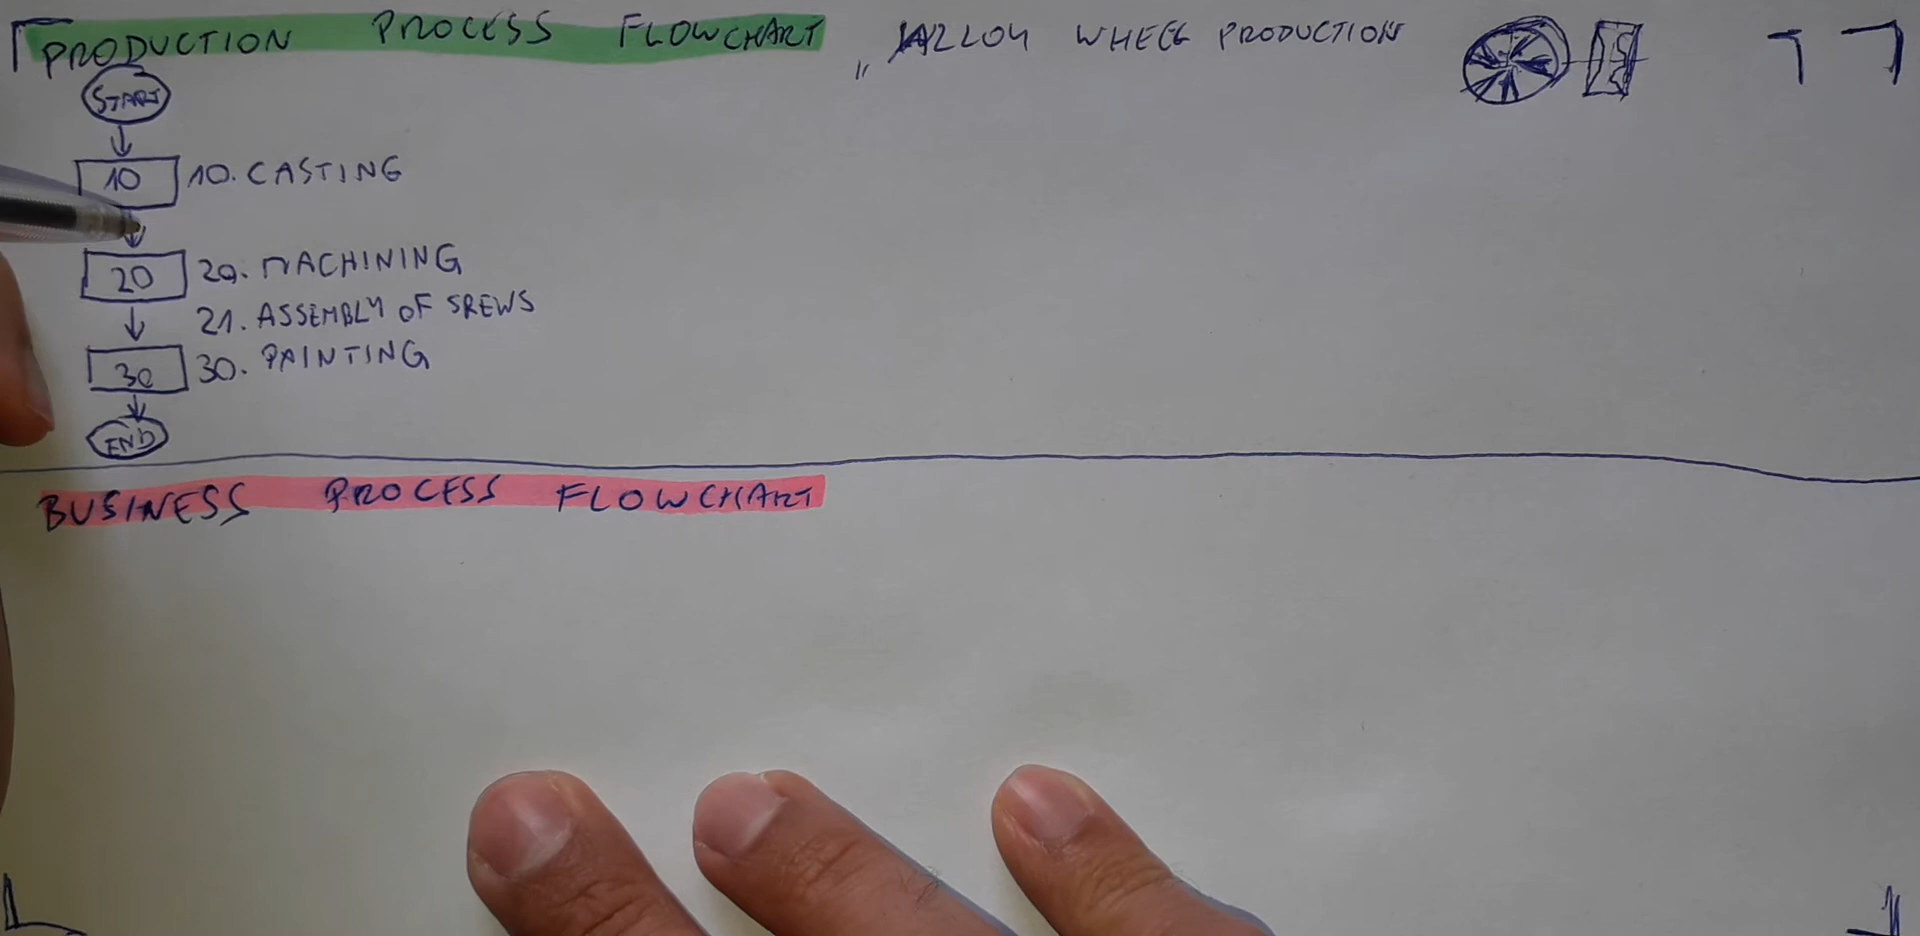 PRODUCTION PROCESS FLOWCHART „ALLOY WHEEL PRODUCTION
START
10 10. CASTING
20 20. MACHINING
21. ASSEMBLY OF SREWS
30 30. PAINTING
END
BUSINESS PROCESS FLOWCHART